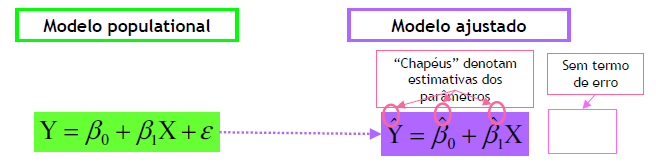 Modelo populational
Modelo ajustado
“Chapéus” denotam
estimativas dos
parâmetros
Sem termo
de erro
Y = β₀ + β₁X + ε
Ŷ = β̂₀ + β̂₁X